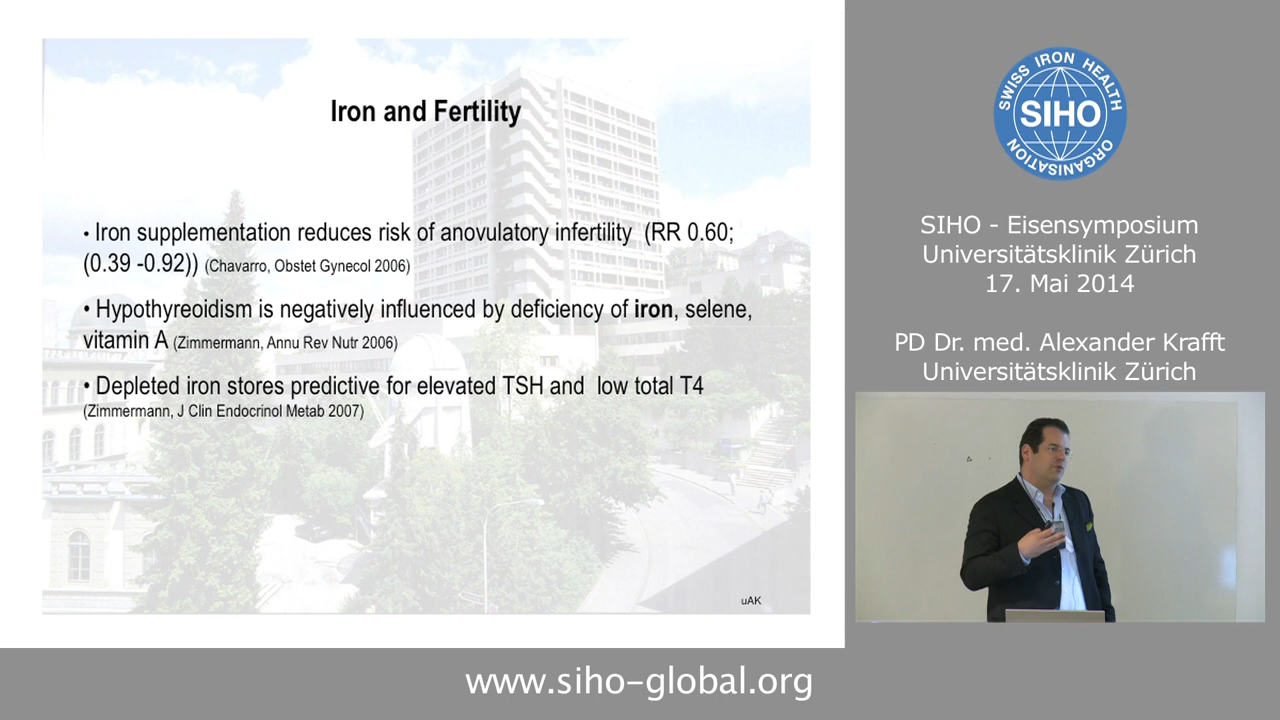 Iron and Fertility
• Iron supplementation reduces risk of anovulatory infertility (RR 0.60;
(0.39 -0.92)) (Chavarro, Obstet Gynecol 2006)
• Hypothyreoidism is negatively influenced by deficiency of iron, selene,
vitamin A (Zimmermann, Annu Rev Nutr 2006)
• Depleted iron stores predictive for elevated TSH and low total T4
(Zimmermann, J Clin Endocrinol Metab 2007)
uAK
SWISS IRON HEALTH
SIHO
ORGANISATION
SIHO - Eisensymposium
Universitätsklinik Zürich
17. Mai 2014
PD Dr. med. Alexander Krafft
Universitätsklinik Zürich
www.siho-global.org